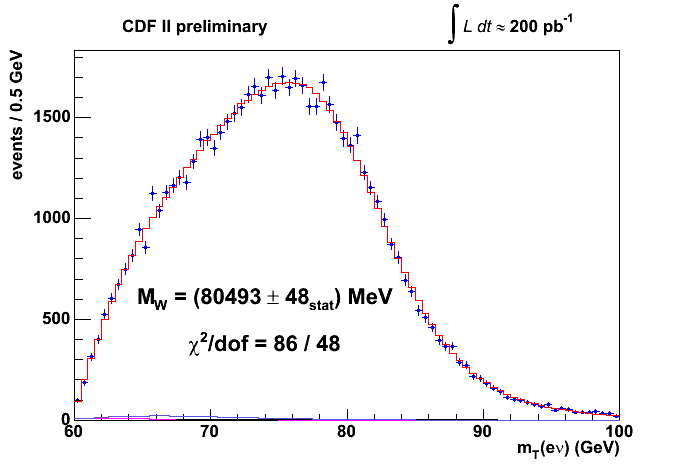 CDF II preliminary
∫ L dt ≈ 200 pb⁻¹
events / 0.5 GeV
1500
1000
500
0
M_W = (80493 ± 48_stat) MeV
χ²/dof = 86 / 48
60 70 80 90 100
m_T(eν) (GeV)